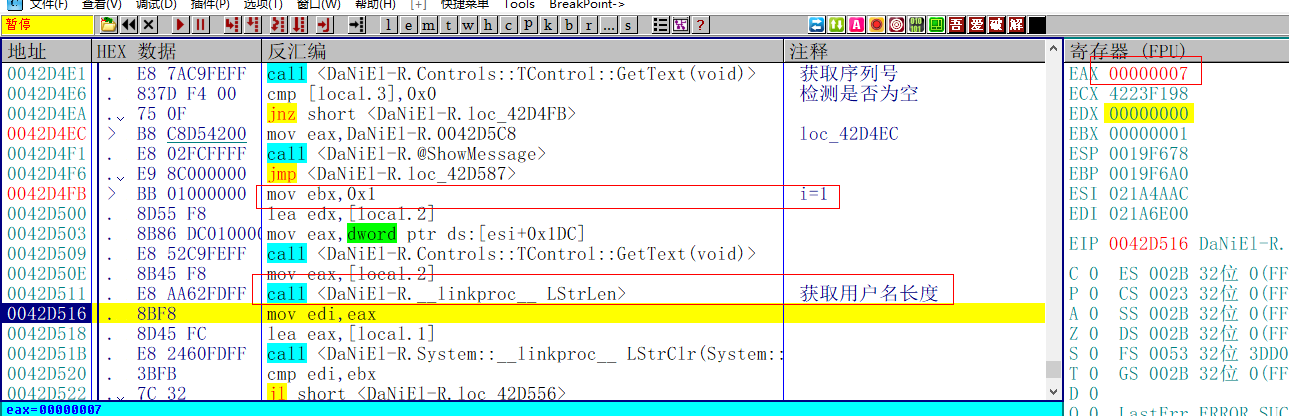 文件(F) 查看(V) 调试(D) 插件(P) 选项(T) 窗口(W) 帮助(H) [+] 快捷菜单 Tools BreakPoint->
暂停 l e m t w h c p k b r ... s ? 吾 爱 破 解
地址 HEX 数据 反汇编 注释 寄存器 (FPU)
0042D4E1 . E8 7AC9FEFF call <DaNiEl-R.Controls::TControl::GetText(void)> 获取序列号
0042D4E6 . 837D F4 00 cmp [local.3],0x0 检测是否为空
0042D4EA .. 75 0F jnz short <DaNiEl-R.loc_42D4FB>
0042D4EC > B8 C8D54200 mov eax,DaNiEl-R.0042D5C8 loc_42D4EC
0042D4F1 . E8 02FCFFFF call <DaNiEl-R.@ShowMessage>
0042D4F6 .. E9 8C000000 jmp <DaNiEl-R.loc_42D587>
0042D4FB > BB 01000000 mov ebx,0x1 i=1
0042D500 . 8D55 F8 lea edx,[local.2]
0042D503 . 8B86 DC010000 mov eax,dword ptr ds:[esi+0x1DC]
0042D509 . E8 52C9FEFF call <DaNiEl-R.Controls::TControl::GetText(void)>
0042D50E . 8B45 F8 mov eax,[local.2]
0042D511 . E8 AA62FDFF call <DaNiEl-R.__linkproc__ LStrLen> 获取用户名长度
0042D516 . 8BF8 mov edi,eax
0042D518 . 8D45 FC lea eax,[local.1]
0042D51B . E8 2460FDFF call <DaNiEl-R.System::__linkproc__ LStrClr(System::
0042D520 . 3BFB cmp edi,ebx
0042D522 .. 7C 32 jl short <DaNiEl-R.loc_42D556>
EAX 00000007
ECX 4223F198
EDX 00000000
EBX 00000001
ESP 0019F678
EBP 0019F6A0
ESI 021A4AAC
EDI 021A6E00
EIP 0042D516 DaNiEl-R.
C 0 ES 002B 32位 0(FF
P 0 CS 0023 32位 0(FF
A 0 SS 002B 32位 0(FF
Z 0 DS 002B 32位 0(FF
S 0 FS 0053 32位 3DD0
T 0 GS 002B 32位 0(FF
D 0
O 0 LastErr ERROR_SUC
eax=00000007